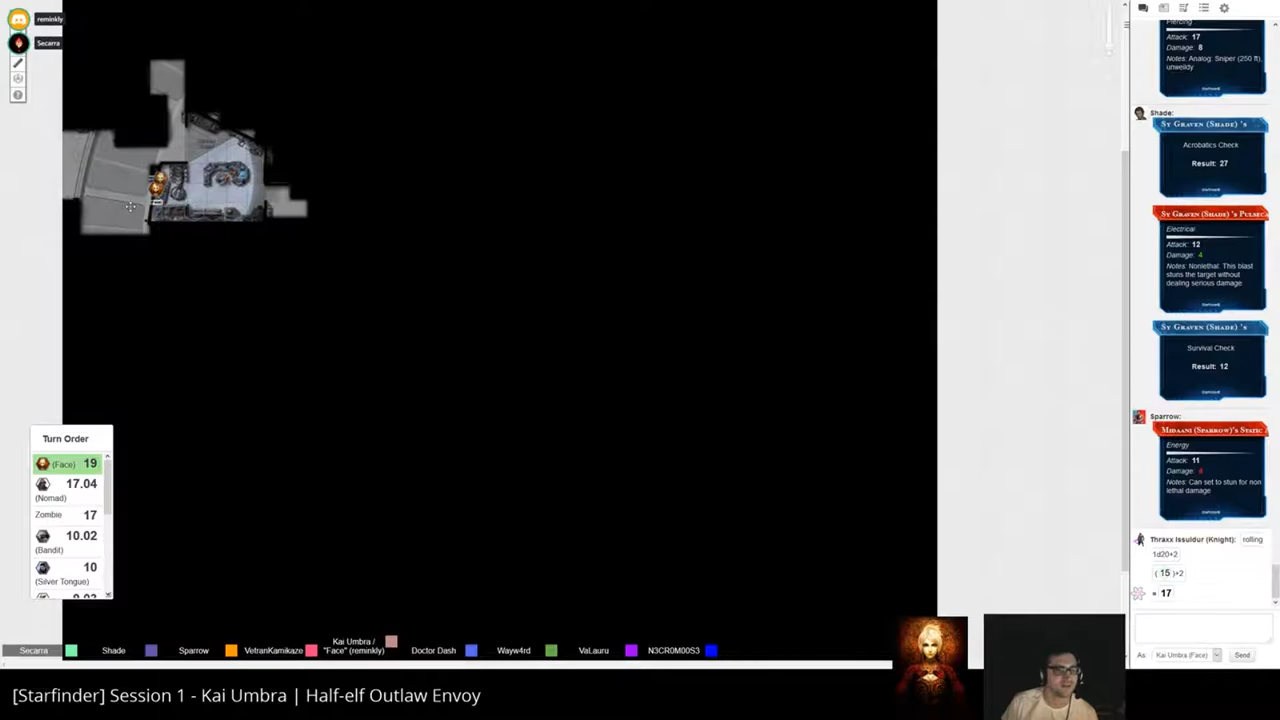 reminkly
Secarra
Piercing
Attack: 17
Damage: 8
Notes: Analog: Sniper (250 ft),
unweildy
Shade:
Sy Graven (Shade) 's
Acrobatics Check
Result: 27
Sy Graven (Shade)'s Pulsec
Electrical
Attack: 12
Damage: 4
Notes: Nonlethal: This blast
stuns the target without
dealing serious damage
Sy Graven (Shade) 's
Survival Check
Result: 12
Sparrow:
Midaani (Sparrow)'s Static
Energy
Attack: 11
Damage: 4
Notes: Can set to stun for non
lethal damage
Thraxx Issuldur (Knight): rolling
1d20+2
( 15 )+2
= 17
As: Kai Umbra (Face) Send
Turn Order
(Face) 19
17.04
(Nomad)
Zombie 17
10.02
(Bandit)
10
(Silver Tongue)
Secarra Shade Sparrow VetranKamikaze Kai Umbra / "Face" (reminkly) Doctor Dash Wayw4rd VaLauru N3CR0M00S3
[Starfinder] Session 1 - Kai Umbra | Half-elf Outlaw Envoy